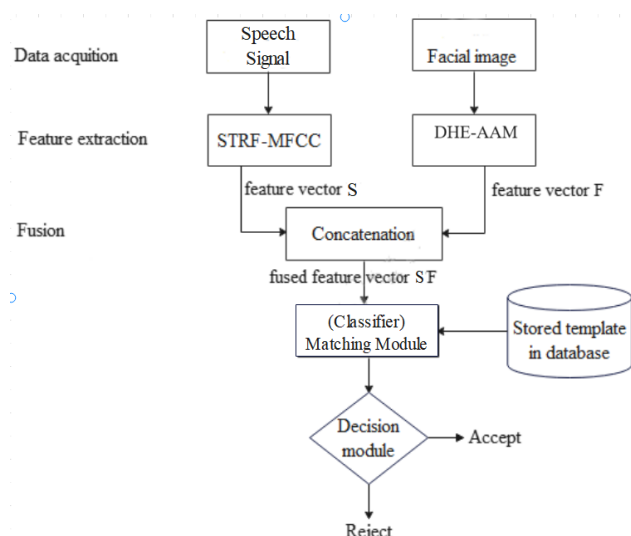 Data acquition
Speech
Signal
Facial image
Feature extraction
STRF-MFCC
DHE-AAM
feature vector S
feature vector F
Fusion
Concatenation
fused feature vector SF
(Classifier)
Matching Module
Stored template
in database
Decision
module
Accept
Reject